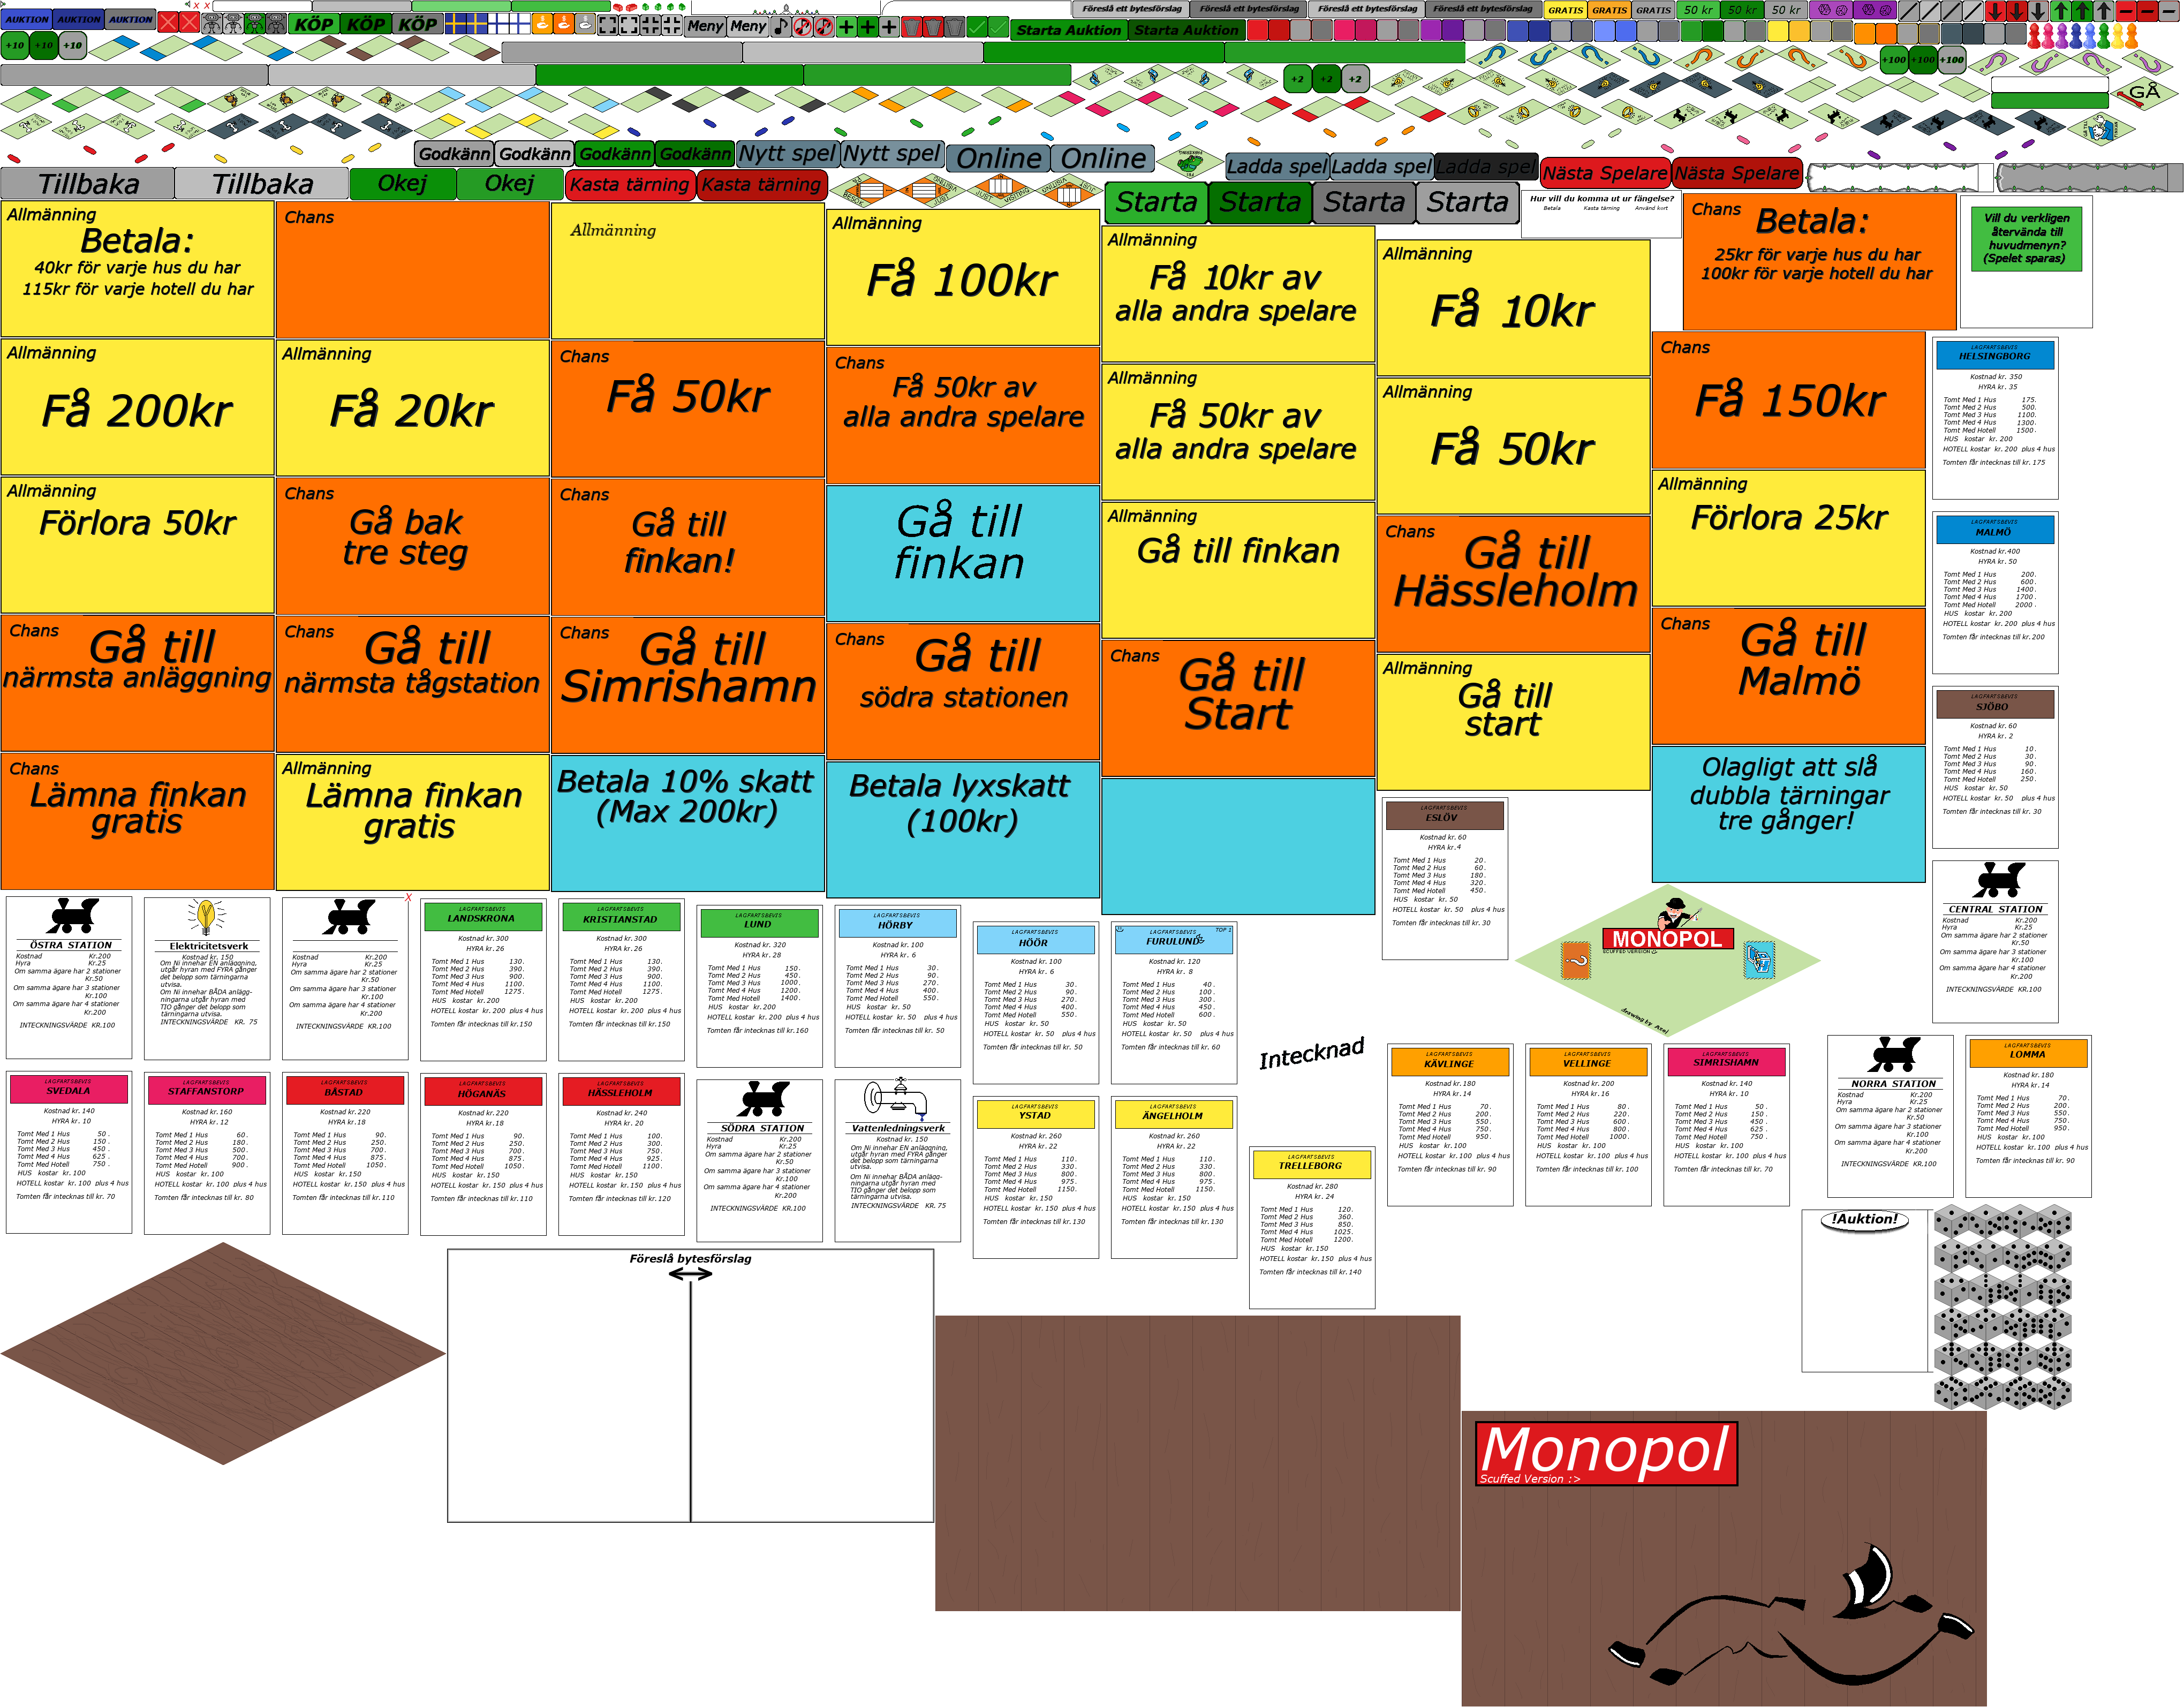 Föreslå ett bytesförslag
Föreslå ett bytesförslag
Föreslå ett bytesförslag
Föreslå ett bytesförslag
GRATIS
GRATIS
GRATIS
50 kr
50 kr
50 kr
AUKTION
AUKTION
AUKTION
KÖP
KÖP
KÖP
Meny
Meny
Starta Auktion
Starta Auktion
+10
+10
+10
+100
+100
+100
+2
+2
+2
GÅ
Godkänn
Godkänn
Godkänn
Godkänn
Nytt spel
Nytt spel
Online
Online
Ladda spel
Ladda spel
Ladda spel
Nästa Spelare
Nästa Spelare
Tillbaka
Tillbaka
Okej
Okej
Kasta tärning
Kasta tärning
Starta
Starta
Starta
Starta
Hur vill du komma ut ur fängelse?
Betala Kasta tärning Använd kort
Allmänning
Betala:
40kr för varje hus du har
115kr för varje hotell du har
Chans
Allmänning
Allmänning
Få 100kr
Allmänning
Få 10kr av
alla andra spelare
Allmänning
Få 10kr
Chans
Betala:
25kr för varje hus du har
100kr för varje hotell du har
Vill du verkligen
återvända till
huvudmenyn?
(Spelet sparas)
Allmänning
Få 200kr
Allmänning
Få 20kr
Chans
Få 50kr
Chans
Få 50kr av
alla andra spelare
Allmänning
Få 50kr av
alla andra spelare
Allmänning
Få 50kr
Chans
Få 150kr
Allmänning
Förlora 50kr
Chans
Gå bak
tre steg
Chans
Gå till
finkan!
Gå till
finkan
Allmänning
Gå till finkan
Chans
Gå till
Hässleholm
Allmänning
Förlora 25kr
Chans
Gå till
närmsta anläggning
Chans
Gå till
närmsta tågstation
Chans
Gå till
Simrishamn
Chans
Gå till
södra stationen
Chans
Gå till
Start
Allmänning
Gå till
start
Chans
Gå till
Malmö
Chans
Lämna finkan
gratis
Allmänning
Lämna finkan
gratis
Betala 10% skatt
(Max 200kr)
Betala lyxskatt
(100kr)
Olagligt att slå
dubbla tärningar
tre gånger!
LAGFARTSBEVIS
HELSINGBORG
Kostnad kr. 350
HYRA kr. 35
Tomt Med 1 Hus 175.
Tomt Med 2 Hus 500.
Tomt Med 3 Hus 1100.
Tomt Med 4 Hus 1300.
Tomt Med Hotell 1500.
HUS kostar kr. 200
HOTELL kostar kr. 200 plus 4 hus
Tomten får intecknas till kr. 175
LAGFARTSBEVIS
MALMÖ
Kostnad kr.400
HYRA kr. 50
Tomt Med 1 Hus 200.
Tomt Med 2 Hus 600.
Tomt Med 3 Hus 1400.
Tomt Med 4 Hus 1700.
Tomt Med Hotell 2000.
HUS kostar kr. 200
HOTELL kostar kr. 200 plus 4 hus
Tomten får intecknas till kr. 200
LAGFARTSBEVIS
SJÖBO
Kostnad kr. 60
HYRA kr. 2
Tomt Med 1 Hus 10.
Tomt Med 2 Hus 30.
Tomt Med 3 Hus 90.
Tomt Med 4 Hus 160.
Tomt Med Hotell 250.
HUS kostar kr. 50
HOTELL kostar kr. 50 plus 4 hus
Tomten får intecknas till kr. 30
LAGFARTSBEVIS
ESLÖV
Kostnad kr. 60
HYRA kr.4
Tomt Med 1 Hus 20.
Tomt Med 2 Hus 60.
Tomt Med 3 Hus 180.
Tomt Med 4 Hus 320.
Tomt Med Hotell 450.
HUS kostar kr. 50
HOTELL kostar kr. 50 plus 4 hus
Tomten får intecknas till kr. 30
MONOPOL
SCUFFED VERSION
drawing by Axel
CENTRAL STATION
Kostnad Kr.200
Hyra Kr.25
Om samma ägare har 2 stationer
Kr.50
Om samma ägare har 3 stationer
Kr.100
Om samma ägare har 4 stationer
Kr.200
INTECKNINGSVÄRDE KR.100
ÖSTRA STATION
Kostnad Kr.200
Hyra Kr.25
Om samma ägare har 2 stationer
Kr.50
Om samma ägare har 3 stationer
Kr.100
Om samma ägare har 4 stationer
Kr.200
INTECKNINGSVÄRDE KR.100
Elektricitetsverk
Kostnad kr. 150
Om Ni innehar EN anläggning,
utgår hyran med FYRA gånger
det belopp som tärningarna
utvisa.
Om Ni innehar BÅDA anlägg-
ningarna utgår hyran med
TIO gånger det belopp som
tärningarna utvisa.
INTECKNINGSVÄRDE KR. 75
Kostnad Kr.200
Hyra Kr.25
Om samma ägare har 2 stationer
Kr.50
Om samma ägare har 3 stationer
Kr.100
Om samma ägare har 4 stationer
Kr.200
INTECKNINGSVÄRDE KR.100
X
LAGFARTSBEVIS
LANDSKRONA
Kostnad kr.300
HYRA kr.26
Tomt Med 1 Hus 130.
Tomt Med 2 Hus 390.
Tomt Med 3 Hus 900.
Tomt Med 4 Hus 1100.
Tomt Med Hotell 1275.
HUS kostar kr.200
HOTELL kostar kr. 200 plus 4 hus
Tomten får intecknas till kr.150
LAGFARTSBEVIS
KRISTIANSTAD
Kostnad kr.300
HYRA kr.26
Tomt Med 1 Hus 130.
Tomt Med 2 Hus 390.
Tomt Med 3 Hus 900.
Tomt Med 4 Hus 1100.
Tomt Med Hotell 1275.
HUS kostar kr.200
HOTELL kostar kr. 200 plus 4 hus
Tomten får intecknas till kr.150
LAGFARTSBEVIS
LUND
Kostnad kr. 320
HYRA kr. 28
Tomt Med 1 Hus 150.
Tomt Med 2 Hus 450.
Tomt Med 3 Hus 1000.
Tomt Med 4 Hus 1200.
Tomt Med Hotell 1400.
HUS kostar kr.200
HOTELL kostar kr. 200 plus 4 hus
Tomten får intecknas till kr.160
LAGFARTSBEVIS
HÖRBY
Kostnad kr. 100
HYRA kr. 6
Tomt Med 1 Hus 30.
Tomt Med 2 Hus 90.
Tomt Med 3 Hus 270.
Tomt Med 4 Hus 400.
Tomt Med Hotell 550.
HUS kostar kr. 50
HOTELL kostar kr. 50 plus 4 hus
Tomten får intecknas till kr. 50
LAGFARTSBEVIS
HÖÖR
Kostnad kr.100
HYRA kr. 6
Tomt Med 1 Hus 30.
Tomt Med 2 Hus 90.
Tomt Med 3 Hus 270.
Tomt Med 4 Hus 400.
Tomt Med Hotell 550.
HUS kostar kr. 50
HOTELL kostar kr. 50 plus 4 hus
Tomten får intecknas till kr. 50
LAGFARTSBEVIS
TOP 1
FURULUND
Kostnad kr. 120
HYRA kr. 8
Tomt Med 1 Hus 40.
Tomt Med 2 Hus 100.
Tomt Med 3 Hus 300.
Tomt Med 4 Hus 450.
Tomt Med Hotell 600.
HUS kostar kr. 50
HOTELL kostar kr. 50 plus 4 hus
Tomten får intecknas till kr. 60
Intecknad
LAGFARTSBEVIS
KÄVLINGE
Kostnad kr.180
HYRA kr.14
Tomt Med 1 Hus 70.
Tomt Med 2 Hus 200.
Tomt Med 3 Hus 550.
Tomt Med 4 Hus 750.
Tomt Med Hotell 950.
HUS kostar kr.100
HOTELL kostar kr.100 plus 4 hus
Tomten får intecknas till kr. 90
LAGFARTSBEVIS
VELLINGE
Kostnad kr. 200
HYRA kr.16
Tomt Med 1 Hus 80.
Tomt Med 2 Hus 220.
Tomt Med 3 Hus 600.
Tomt Med 4 Hus 800.
Tomt Med Hotell 1000.
HUS kostar kr.100
HOTELL kostar kr.100 plus 4 hus
Tomten får intecknas till kr. 100
LAGFARTSBEVIS
SIMRISHAMN
Kostnad kr. 140
HYRA kr. 10
Tomt Med 1 Hus 50.
Tomt Med 2 Hus 150.
Tomt Med 3 Hus 450.
Tomt Med 4 Hus 625.
Tomt Med Hotell 750.
HUS kostar kr.100
HOTELL kostar kr.100 plus 4 hus
Tomten får intecknas till kr. 70
NORRA STATION
Kostnad Kr.200
Hyra Kr.25
Om samma ägare har 2 stationer
Kr.50
Om samma ägare har 3 stationer
Kr.100
Om samma ägare har 4 stationer
Kr.200
INTECKNINGSVÄRDE KR.100
LAGFARTSBEVIS
LOMMA
Kostnad kr.180
HYRA kr.14
Tomt Med 1 Hus 70.
Tomt Med 2 Hus 200.
Tomt Med 3 Hus 550.
Tomt Med 4 Hus 750.
Tomt Med Hotell 950.
HUS kostar kr.100
HOTELL kostar kr.100 plus 4 hus
Tomten får intecknas till kr. 90
LAGFARTSBEVIS
SVEDALA
Kostnad kr. 140
HYRA kr. 10
Tomt Med 1 Hus 50.
Tomt Med 2 Hus 150.
Tomt Med 3 Hus 450.
Tomt Med 4 Hus 625.
Tomt Med Hotell 750.
HUS kostar kr.100
HOTELL kostar kr.100 plus 4 hus
Tomten får intecknas till kr. 70
LAGFARTSBEVIS
STAFFANSTORP
Kostnad kr.160
HYRA kr.12
Tomt Med 1 Hus 60.
Tomt Med 2 Hus 180.
Tomt Med 3 Hus 500.
Tomt Med 4 Hus 700.
Tomt Med Hotell 900.
HUS kostar kr. 100
HOTELL kostar kr. 100 plus 4 hus
Tomten får intecknas till kr. 80
LAGFARTSBEVIS
BÅSTAD
Kostnad kr.220
HYRA kr.18
Tomt Med 1 Hus 90.
Tomt Med 2 Hus 250.
Tomt Med 3 Hus 700.
Tomt Med 4 Hus 875.
Tomt Med Hotell 1050.
HUS kostar kr.150
HOTELL kostar kr.150 plus 4 hus
Tomten får intecknas till kr.110
LAGFARTSBEVIS
HÖGANÄS
Kostnad kr.220
HYRA kr.18
Tomt Med 1 Hus 90.
Tomt Med 2 Hus 250.
Tomt Med 3 Hus 700.
Tomt Med 4 Hus 875.
Tomt Med Hotell 1050.
HUS kostar kr.150
HOTELL kostar kr.150 plus 4 hus
Tomten får intecknas till kr.110
LAGFARTSBEVIS
HÄSSLEHOLM
Kostnad kr. 240
HYRA kr. 20
Tomt Med 1 Hus 100.
Tomt Med 2 Hus 300.
Tomt Med 3 Hus 750.
Tomt Med 4 Hus 925.
Tomt Med Hotell 1100.
HUS kostar kr.150
HOTELL kostar kr.150 plus 4 hus
Tomten får intecknas till kr.120
SÖDRA STATION
Kostnad Kr.200
Hyra Kr.25
Om samma ägare har 2 stationer
Kr.50
Om samma ägare har 3 stationer
Kr.100
Om samma ägare har 4 stationer
Kr.200
INTECKNINGSVÄRDE KR.100
Vattenledningsverk
Kostnad kr. 150
Om Ni innehar EN anläggning,
utgår hyran med FYRA gånger
det belopp som tärningarna
utvisa.
Om Ni innehar BÅDA anlägg-
ningarna utgår hyran med
TIO gånger det belopp som
tärningarna utvisa.
INTECKNINGSVÄRDE KR. 75
LAGFARTSBEVIS
YSTAD
Kostnad kr.260
HYRA kr. 22
Tomt Med 1 Hus 110.
Tomt Med 2 Hus 330.
Tomt Med 3 Hus 800.
Tomt Med 4 Hus 975.
Tomt Med Hotell 1150.
HUS kostar kr.150
HOTELL kostar kr.150 plus 4 hus
Tomten får intecknas till kr.130
LAGFARTSBEVIS
ÄNGELHOLM
Kostnad kr.260
HYRA kr. 22
Tomt Med 1 Hus 110.
Tomt Med 2 Hus 330.
Tomt Med 3 Hus 800.
Tomt Med 4 Hus 975.
Tomt Med Hotell 1150.
HUS kostar kr.150
HOTELL kostar kr.150 plus 4 hus
Tomten får intecknas till kr.130
LAGFARTSBEVIS
TRELLEBORG
Kostnad kr.280
HYRA kr. 24
Tomt Med 1 Hus 120.
Tomt Med 2 Hus 360.
Tomt Med 3 Hus 850.
Tomt Med 4 Hus 1025.
Tomt Med Hotell 1200.
HUS kostar kr.150
HOTELL kostar kr.150 plus 4 hus
Tomten får intecknas till kr.140
!Auktion!
Föreslå bytesförslag
Monopol
Scuffed Version :>